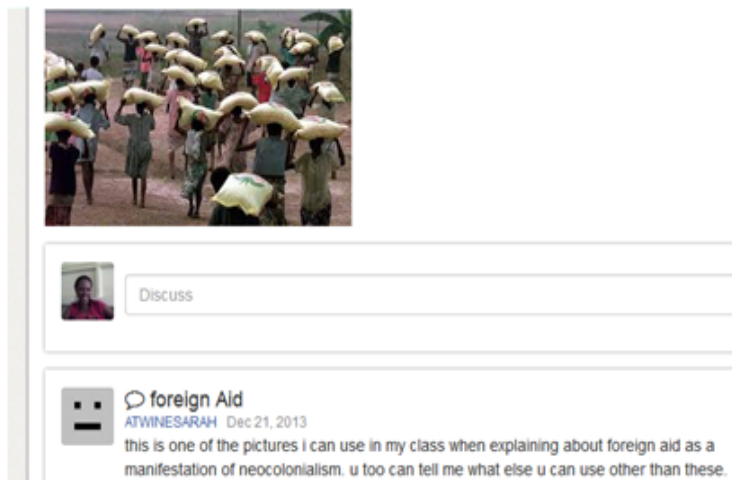 Discuss
foreign Aid
ATWINESARAH Dec 21, 2013
this is one of the pictures i can use in my class when explaining about foreign aid as a
manifestation of neocolonialism. u too can tell me what else u can use other than these.